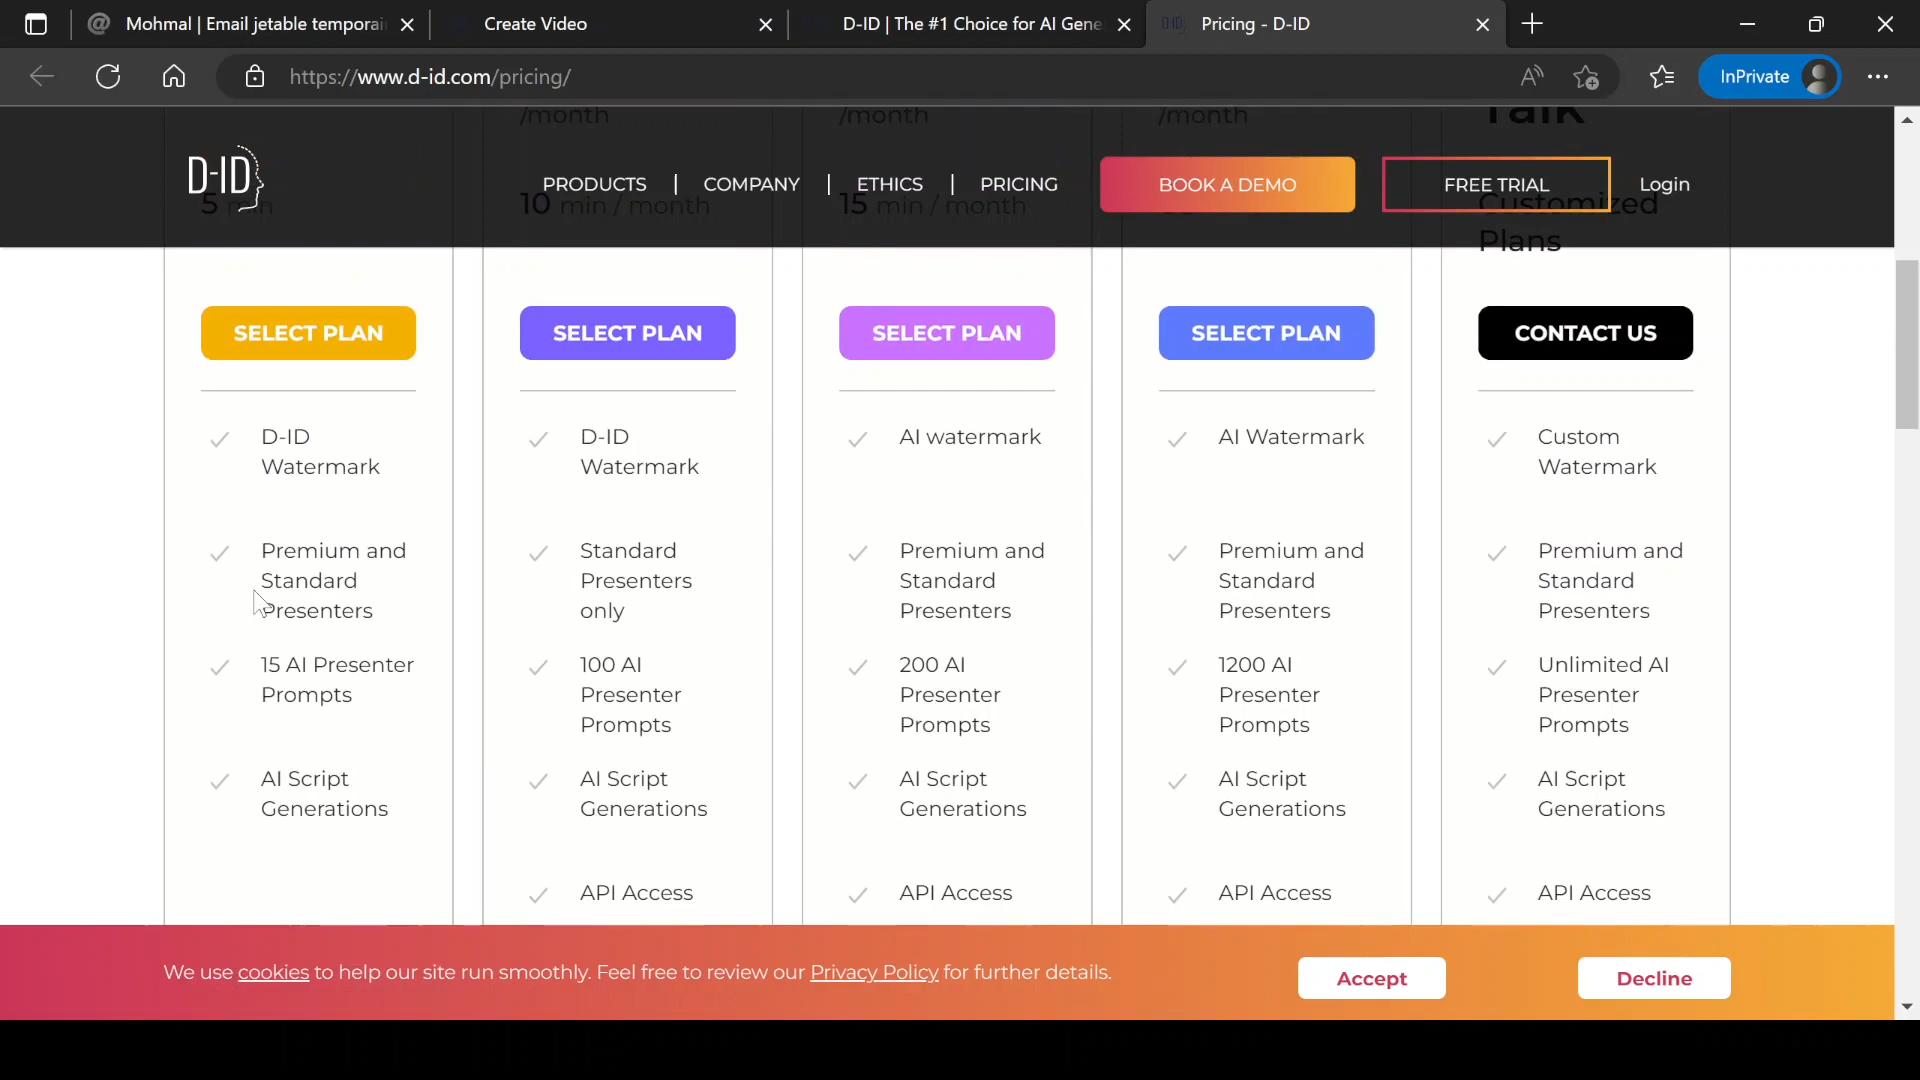 Mohmal | Email jetable temporai
Create Video
D-ID | The #1 Choice for AI Gene
Pricing - D-ID
https://www.d-id.com/pricing/
InPrivate
/month
/month
/month
Talk
D-ID
PRODUCTS | COMPANY | ETHICS | PRICING
BOOK A DEMO
FREE TRIAL
Login
5 min
10 min / month
15 min / month
Customized
Plans
SELECT PLAN
SELECT PLAN
SELECT PLAN
SELECT PLAN
CONTACT US
D-ID
Watermark
Premium and
Standard
Presenters
15 AI Presenter
Prompts
AI Script
Generations
D-ID
Watermark
Standard
Presenters
only
100 AI
Presenter
Prompts
AI Script
Generations
API Access
AI watermark
Premium and
Standard
Presenters
200 AI
Presenter
Prompts
AI Script
Generations
API Access
AI Watermark
Premium and
Standard
Presenters
1200 AI
Presenter
Prompts
AI Script
Generations
API Access
Custom
Watermark
Premium and
Standard
Presenters
Unlimited AI
Presenter
Prompts
AI Script
Generations
API Access
We use cookies to help our site run smoothly. Feel free to review our Privacy Policy for further details.
Accept
Decline